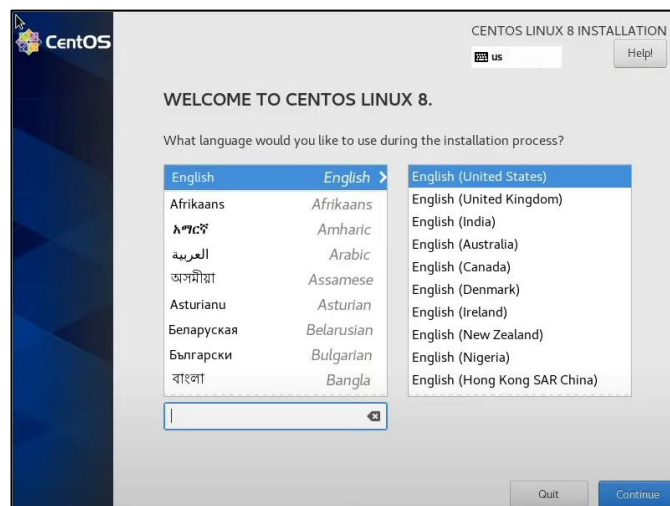 CentOS
CENTOS LINUX 8 INSTALLATION
us
Help!
WELCOME TO CENTOS LINUX 8.
What language would you like to use during the installation process?
English English
Afrikaans Afrikaans
አማርኛ Amharic
العربية Arabic
অসমীয়া Assamese
Asturianu Asturian
Беларуская Belarusian
Български Bulgarian
বাংলা Bangla
English (United States)
English (United Kingdom)
English (India)
English (Australia)
English (Canada)
English (Denmark)
English (Ireland)
English (New Zealand)
English (Nigeria)
English (Hong Kong SAR China)
Quit
Continue